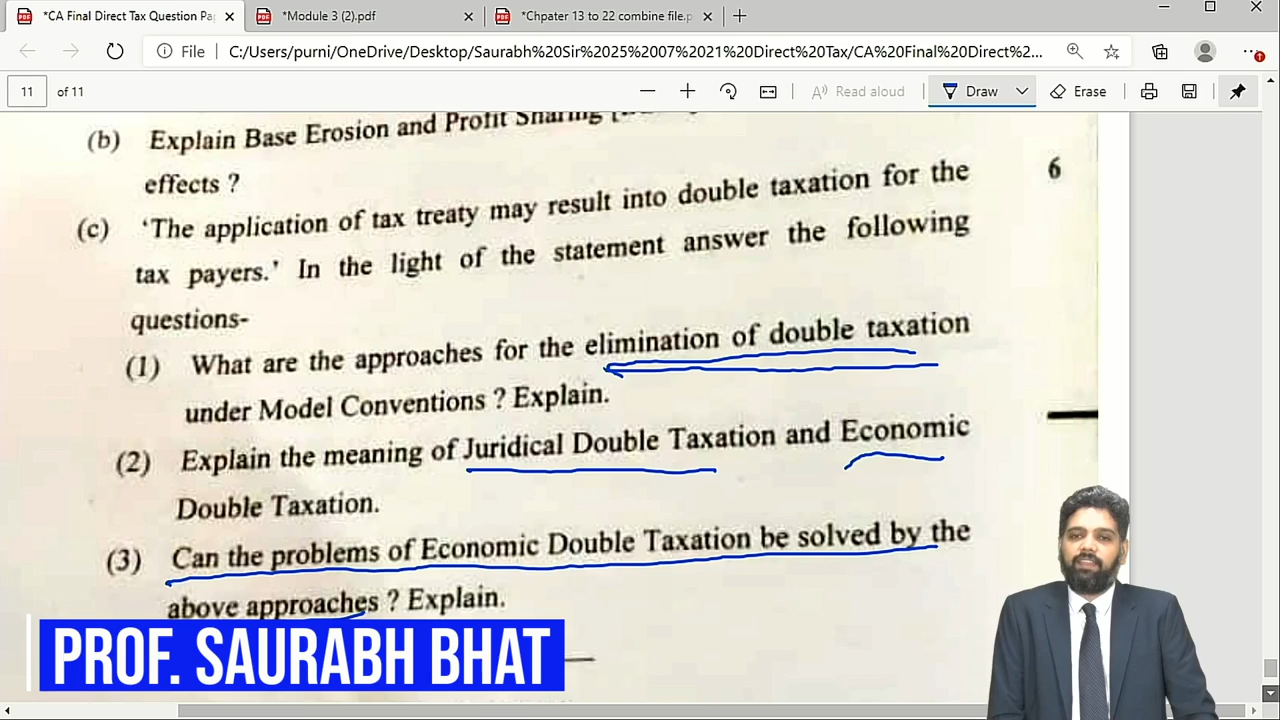 *CA Final Direct Tax Question Pa
*Module 3 (2).pdf
*Chpater 13 to 22 combine file.p
File
C:/Users/purni/OneDrive/Desktop/Saurabh%20Sir%2025%2007%2021%20Direct%20Tax/CA%20Final%20Direct%2...
11 of 11
Read aloud
Draw
Erase
(b) Explain Base Erosion and Profit Sharing
effects ?
(c) 'The application of tax treaty may result into double taxation for the 6
tax payers.' In the light of the statement answer the following
questions-
(1) What are the approaches for the elimination of double taxation
under Model Conventions ? Explain.
(2) Explain the meaning of Juridical Double Taxation and Economic
Double Taxation.
(3) Can the problems of Economic Double Taxation be solved by the
above approaches ? Explain.
PROF. SAURABH BHAT